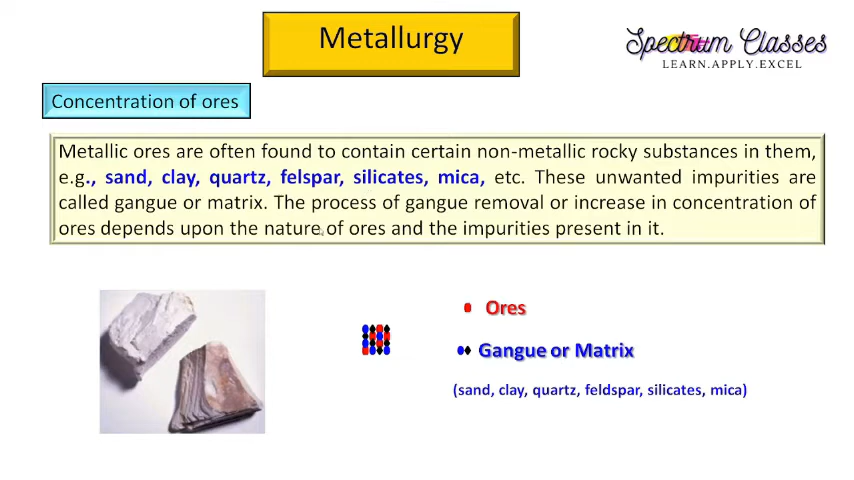 Metallurgy
Spectrum Classes
LEARN.APPLY.EXCEL
Concentration of ores
Metallic ores are often found to contain certain non-metallic rocky substances in them,
e.g., sand, clay, quartz, felspar, silicates, mica, etc. These unwanted impurities are
called gangue or matrix. The process of gangue removal or increase in concentration of
ores depends upon the nature of ores and the impurities present in it.
Ores
Gangue or Matrix
(sand, clay, quartz, feldspar, silicates, mica)